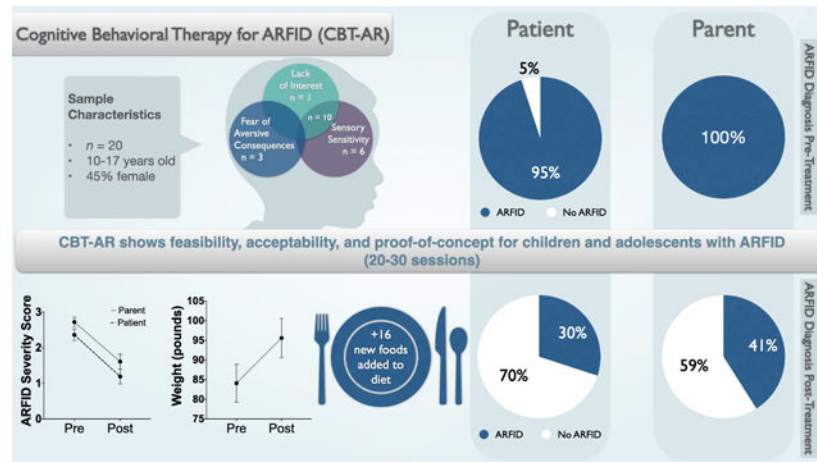 Cognitive Behavioral Therapy for ARFID (CBT-AR)
Patient
Parent
ARFID Diagnosis Pre-Treatment
Sample
Characteristics
• n = 20
• 10-17 years old
• 45% female
Lack
of Interest
n = 1
n = 10
Fear of
Aversive
Consequences
n = 3
Sensory
Sensitivity
n = 6
5%
95%
ARFID
No ARFID
100%
CBT-AR shows feasibility, acceptability, and proof-of-concept for children and adolescents with ARFID
(20-30 sessions)
ARFID Severity Score
3
2
1
0
Parent
Patient
Pre
Post
Weight (pounds)
105
100
95
90
85
80
75
Pre
Post
+16
new foods
added to
diet
30%
70%
ARFID
No ARFID
41%
59%
ARFID Diagnosis Post-Treatment